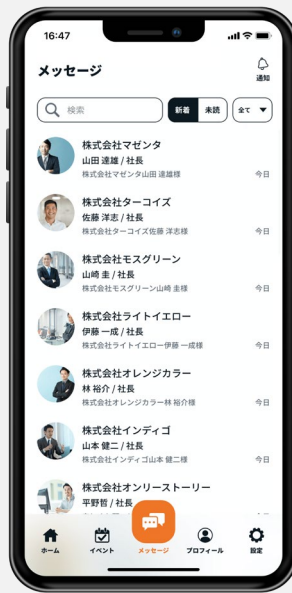 16:47
メッセージ
通知
検索
新着 未読 全て
株式会社マゼンタ
山田 達雄 / 社長
株式会社マゼンタ山田 達雄様 今日
株式会社ターコイズ
佐藤 洋志 / 社長
株式会社ターコイズ佐藤 洋志様 今日
株式会社モスグリーン
山崎 圭 / 社長
株式会社モスグリーン山崎 圭様 今日
株式会社ライトイエロー
伊藤 一成 / 社長
株式会社ライトイエロー伊藤 一成様 今日
株式会社オレンジカラー
林 裕介 / 社長
株式会社オレンジカラー林 裕介様 今日
株式会社インディゴ
山本 健二 / 社長
株式会社インディゴ山本 健二様 今日
株式会社オンリーストーリー
平野哲 / 社長
ホーム イベント メッセージ プロフィール 設定